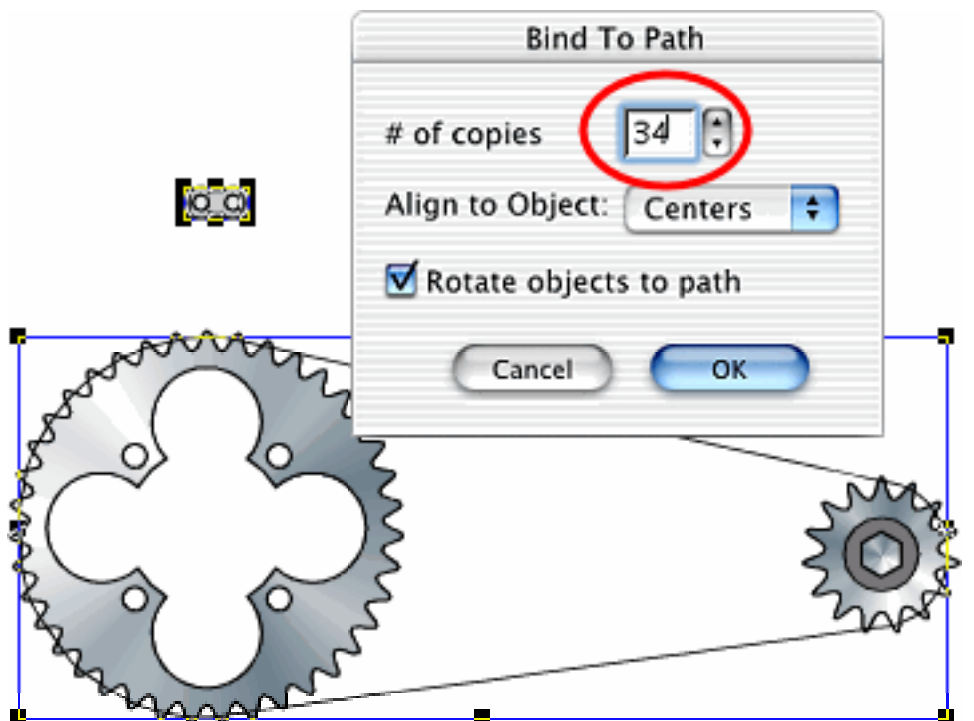 Bind To Path
# of copies 34
Align to Object: Centers
Rotate objects to path
Cancel OK